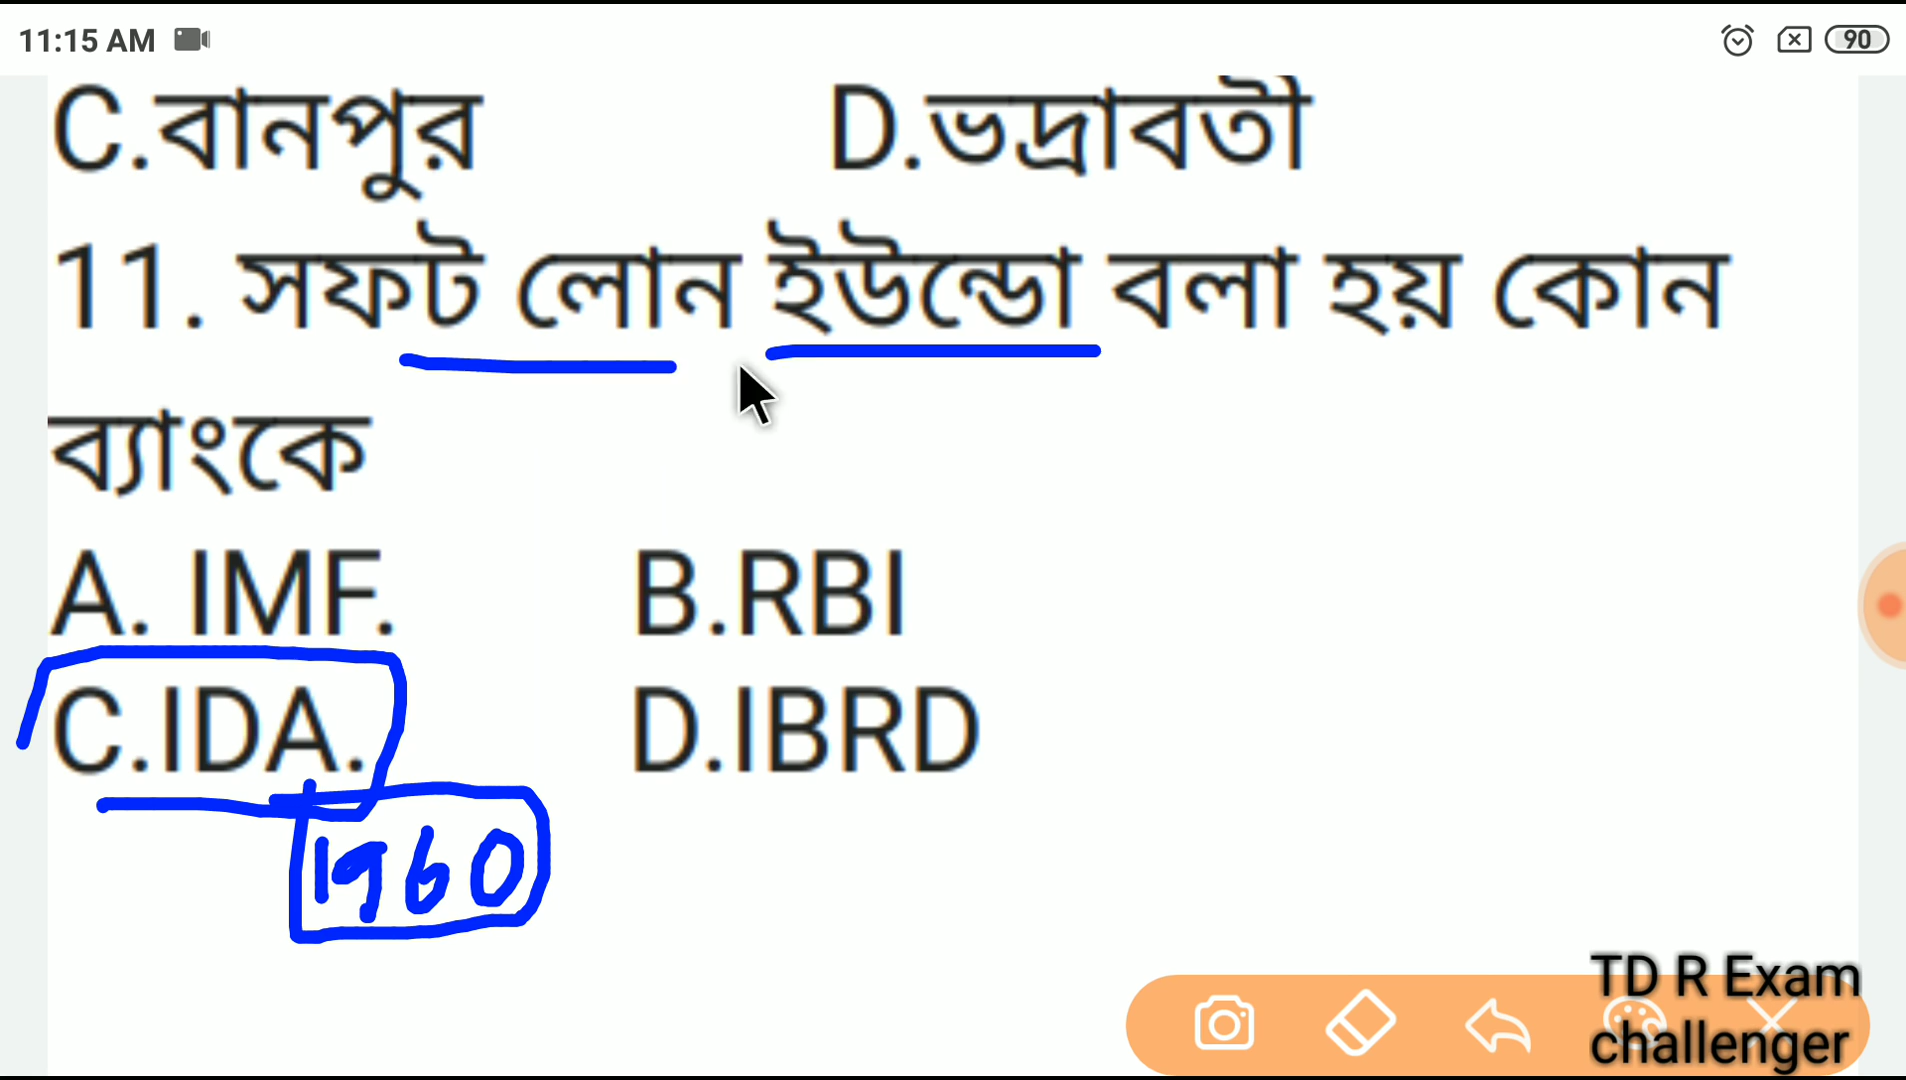 11:15 AM
90
C.বানপুর D.ভদ্রাবতী
11. সফট লোন ইউন্ডো বলা হয় কোন
ব্যাংকে
A. IMF. B.RBI
C.IDA. D.IBRD
1960
TD R Exam
challenger